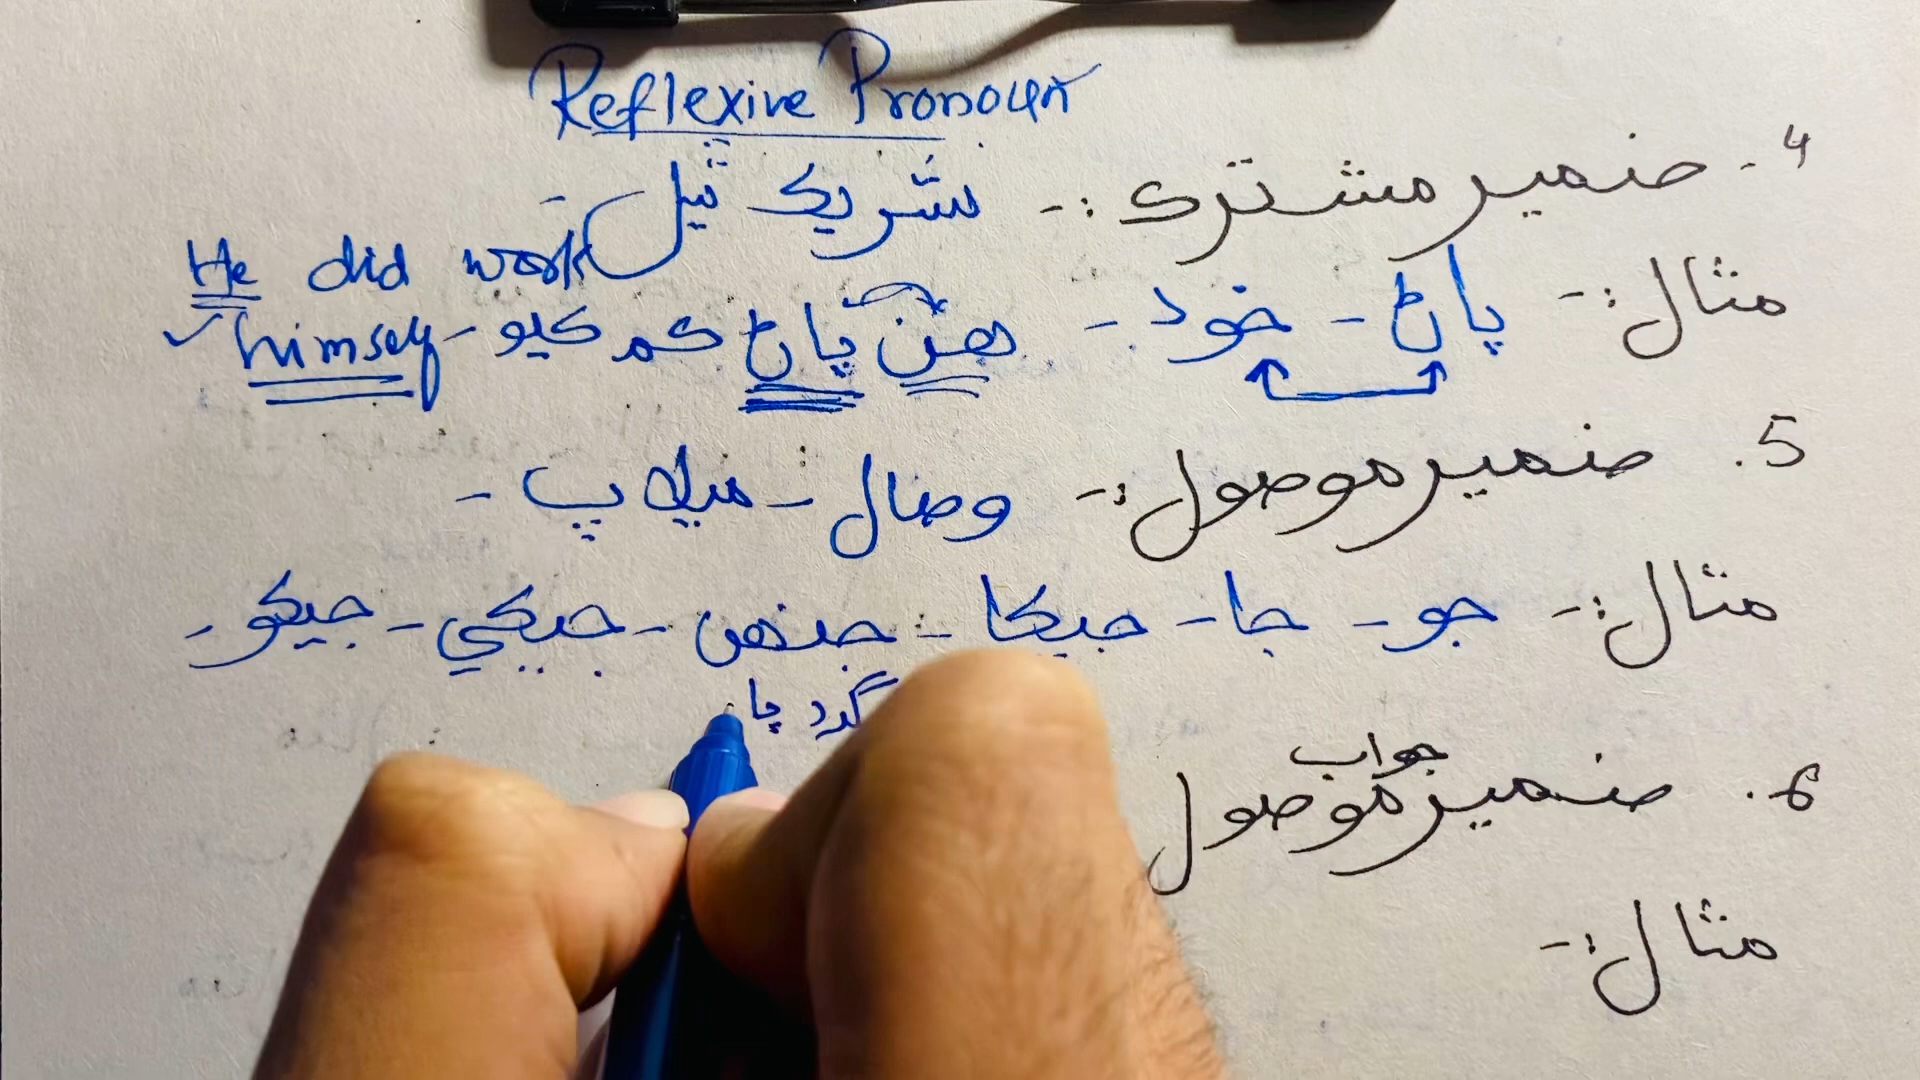 Reflexive Pronoun
4- ضمير مشترڪ :- شريڪ ٿيل -
He did work
himself
مثال :- پاڻ - خود - هن پاڻ ڪم ڪيو -
5. ضمير موصول :- وصال - ميلاپ -
مثال :- جو - جا - جيڪا - جنهن - جيڪي - جيڪو -
گڏ
6. ضمير جواب موصول
مثال :-